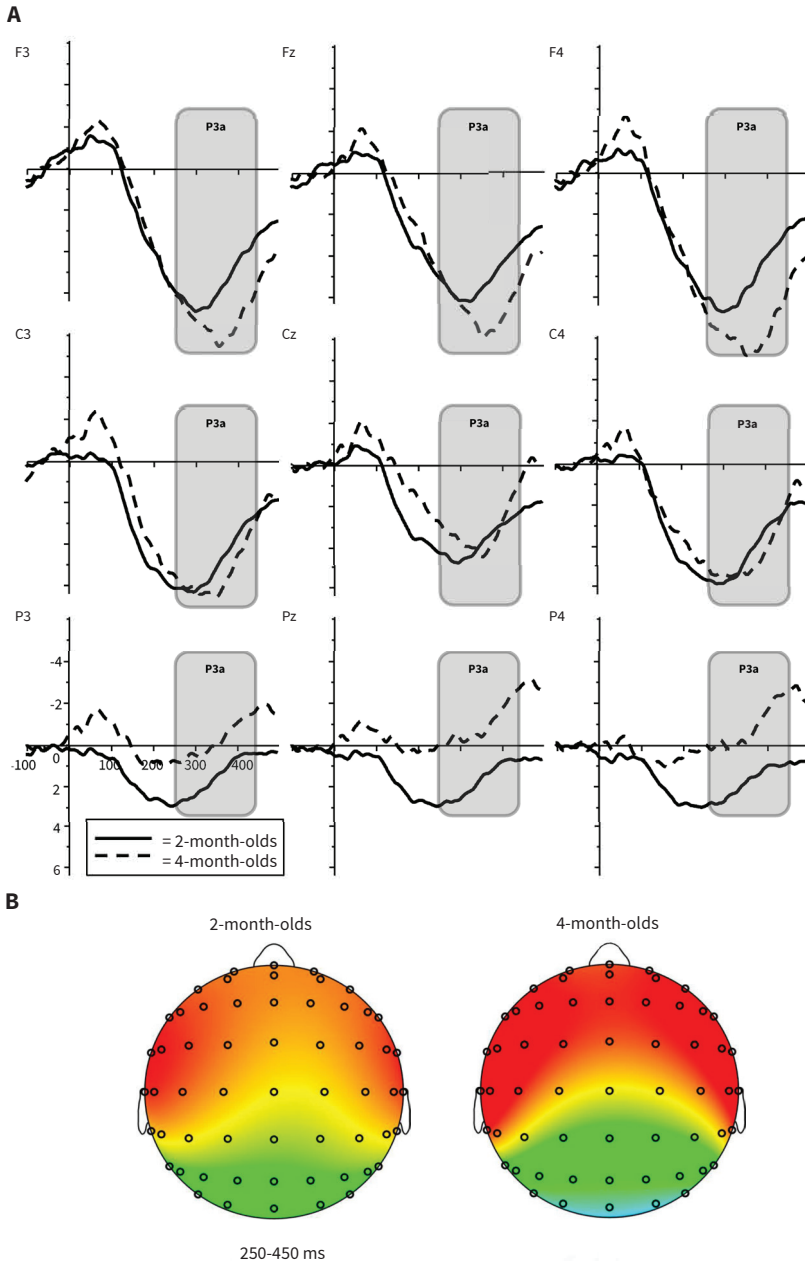 A
F3 Fz F4
P3a P3a P3a
C3 Cz C4
P3a P3a P3a
P3 Pz P4
-4 P3a P3a P3a
-2
0
-100 100 200 300 400
2
4
= 2-month-olds
= 4-month-olds
6
B
2-month-olds 4-month-olds
250-450 ms